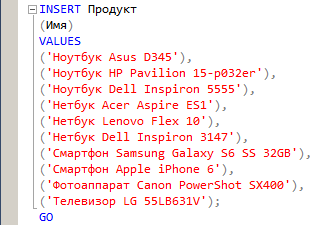 INSERT Продукт
(Имя)
VALUES
('Ноутбук Asus D345'),
('Ноутбук HP Pavilion 15-p032er'),
('Ноутбук Dell Inspiron 5555'),
('Нетбук Acer Aspire ES1'),
('Нетбук Lenovo Flex 10'),
('Нетбук Dell Inspiron 3147'),
('Смартфон Samsung Galaxy S6 SS 32GB'),
('Смартфон Apple iPhone 6'),
('Фотоаппарат Canon PowerShot SX400'),
('Телевизор LG 55LB631V');
GO